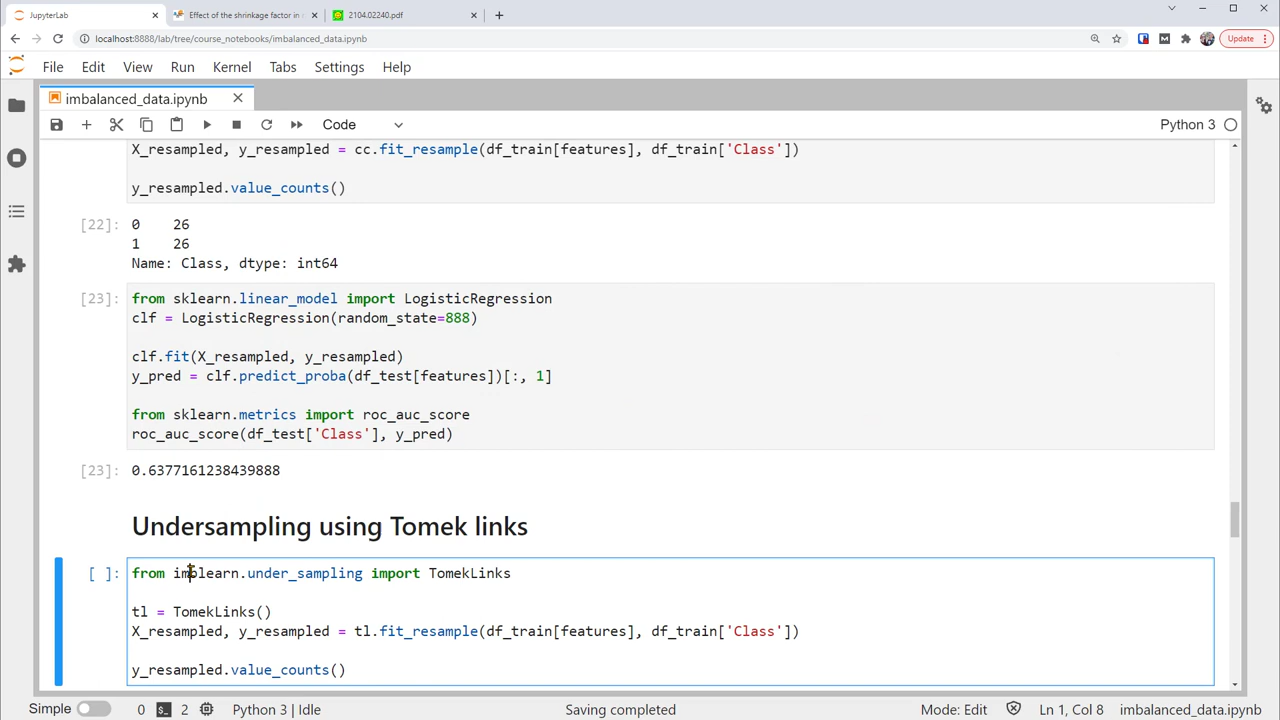 JupyterLab
Effect of the shrinkage factor in
2104.02240.pdf
localhost:8888/lab/tree/course_notebooks/imbalanced_data.ipynb
Update
File Edit View Run Kernel Tabs Settings Help
imbalanced_data.ipynb
Code
Python 3
X_resampled, y_resampled = cc.fit_resample(df_train[features], df_train['Class'])
y_resampled.value_counts()
[22]:
0    26
1    26
Name: Class, dtype: int64
[23]:
from sklearn.linear_model import LogisticRegression
clf = LogisticRegression(random_state=888)
clf.fit(X_resampled, y_resampled)
y_pred = clf.predict_proba(df_test[features])[:, 1]
from sklearn.metrics import roc_auc_score
roc_auc_score(df_test['Class'], y_pred)
[23]: 0.6377161238439888
Undersampling using Tomek links
[ ]:
from imblearn.under_sampling import TomekLinks
tl = TomekLinks()
X_resampled, y_resampled = tl.fit_resample(df_train[features], df_train['Class'])
y_resampled.value_counts()
Simple 0 2 Python 3 | Idle Saving completed Mode: Edit Ln 1, Col 8 imbalanced_data.ipynb